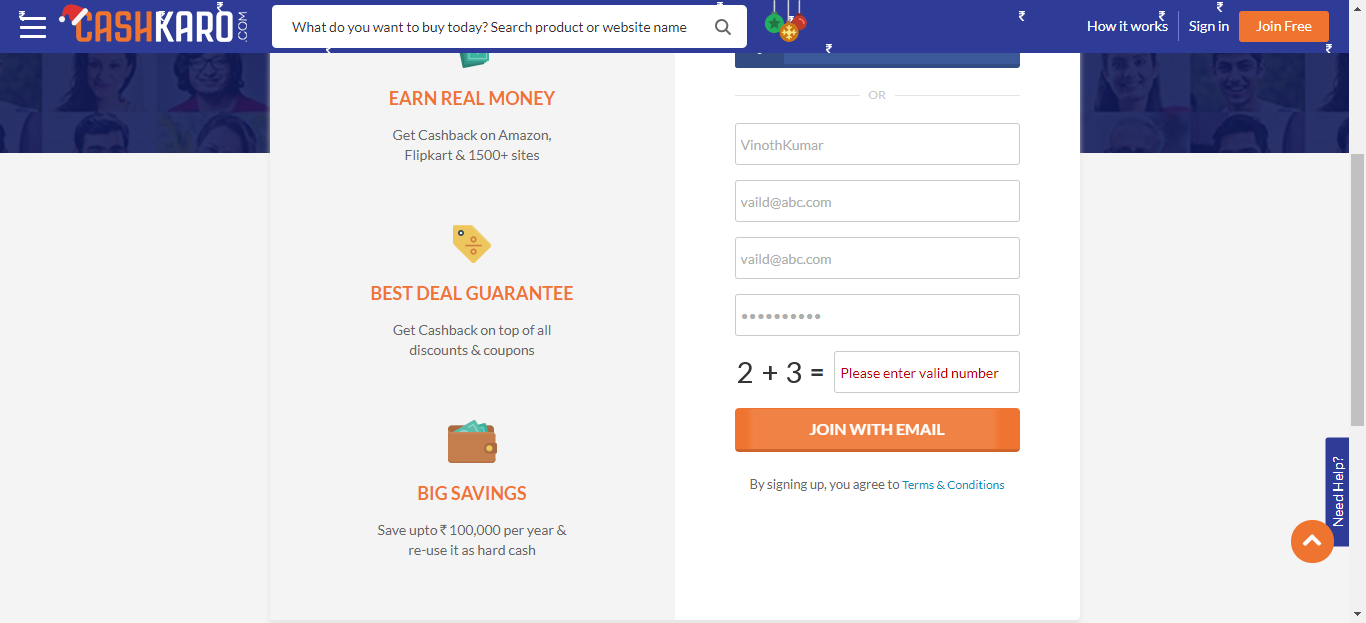 CASHKARO.COM
What do you want to buy today? Search product or website name
How it works
Sign in
Join Free
EARN REAL MONEY
Get Cashback on Amazon,
Flipkart & 1500+ sites
BEST DEAL GUARANTEE
Get Cashback on top of all
discounts & coupons
BIG SAVINGS
Save upto ₹ 100,000 per year &
re-use it as hard cash
OR
VinothKumar
vaild@abc.com
vaild@abc.com
••••••••••
2 + 3 =
Please enter valid number
JOIN WITH EMAIL
By signing up, you agree to Terms & Conditions
Need Help?